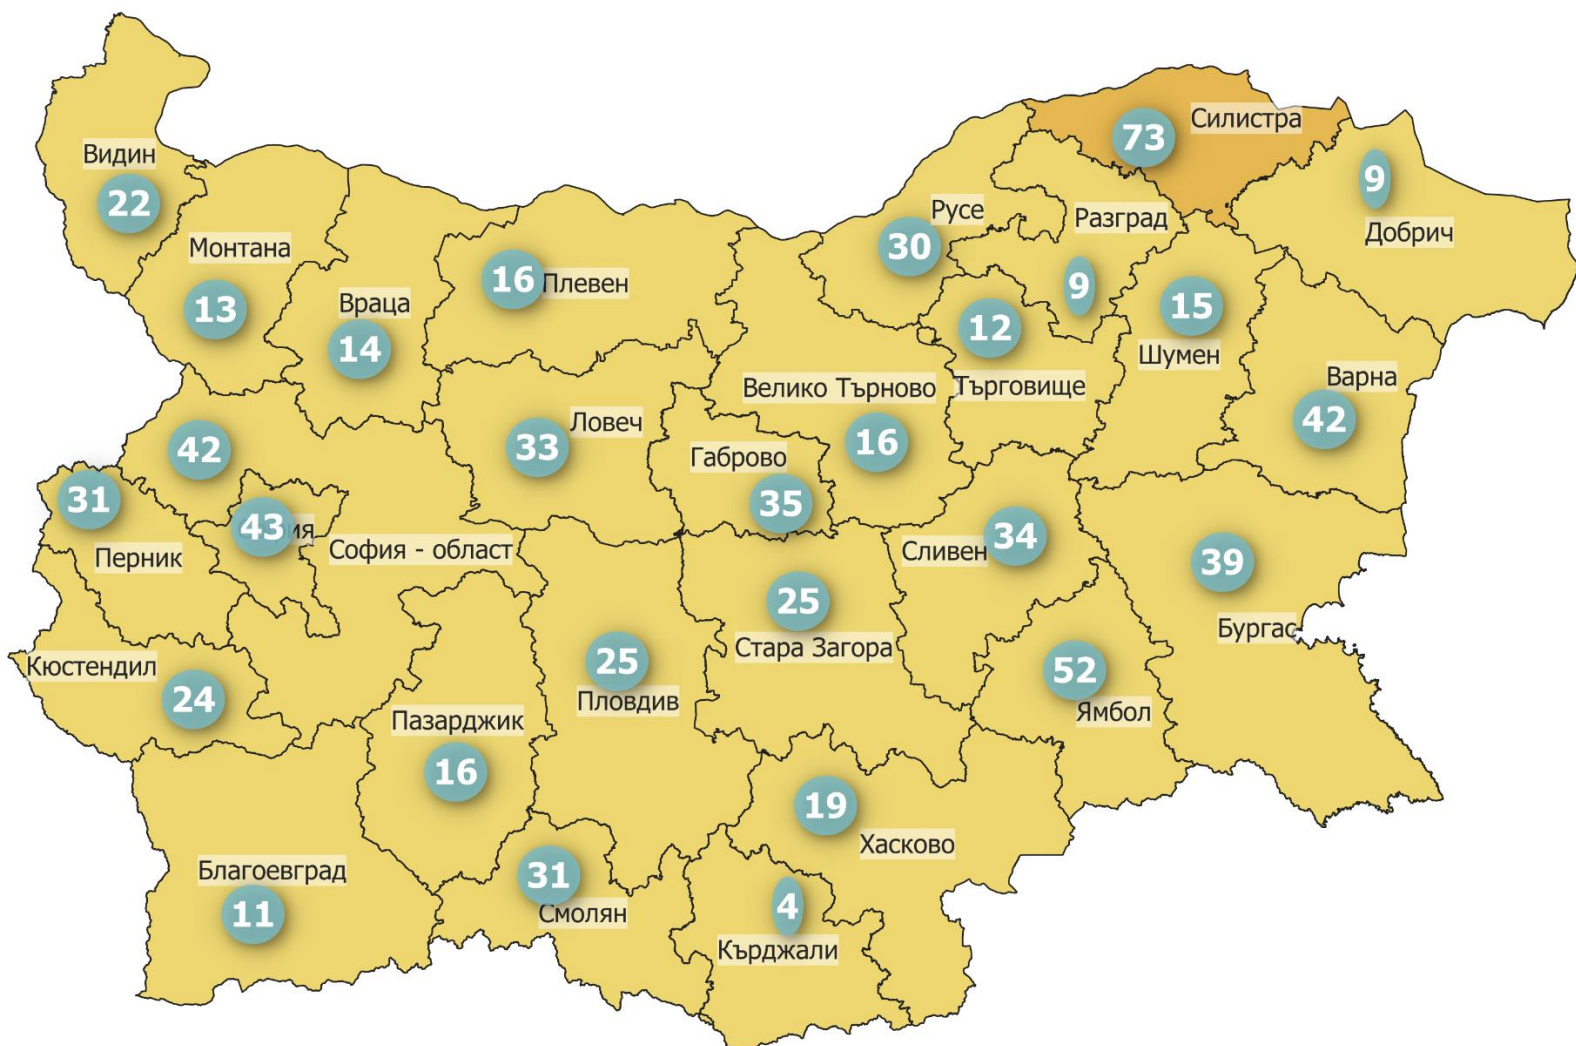 Видин
22
Монтана
13
Враца
14
16
Плевен
Ловеч
33
Велико Търново
16
Габрово
35
Русе
30
Разград
9
Силистра
73
9
Добрич
12
Търговище
15
Шумен
Варна
42
42
31
Перник
43
София - област
Кюстендил
24
25
Пловдив
25
Стара Загора
Сливен
34
39
Бургас
52
Ямбол
Пазарджик
16
Благоевград
11
31
Смолян
19
Хасково
4
Кърджали